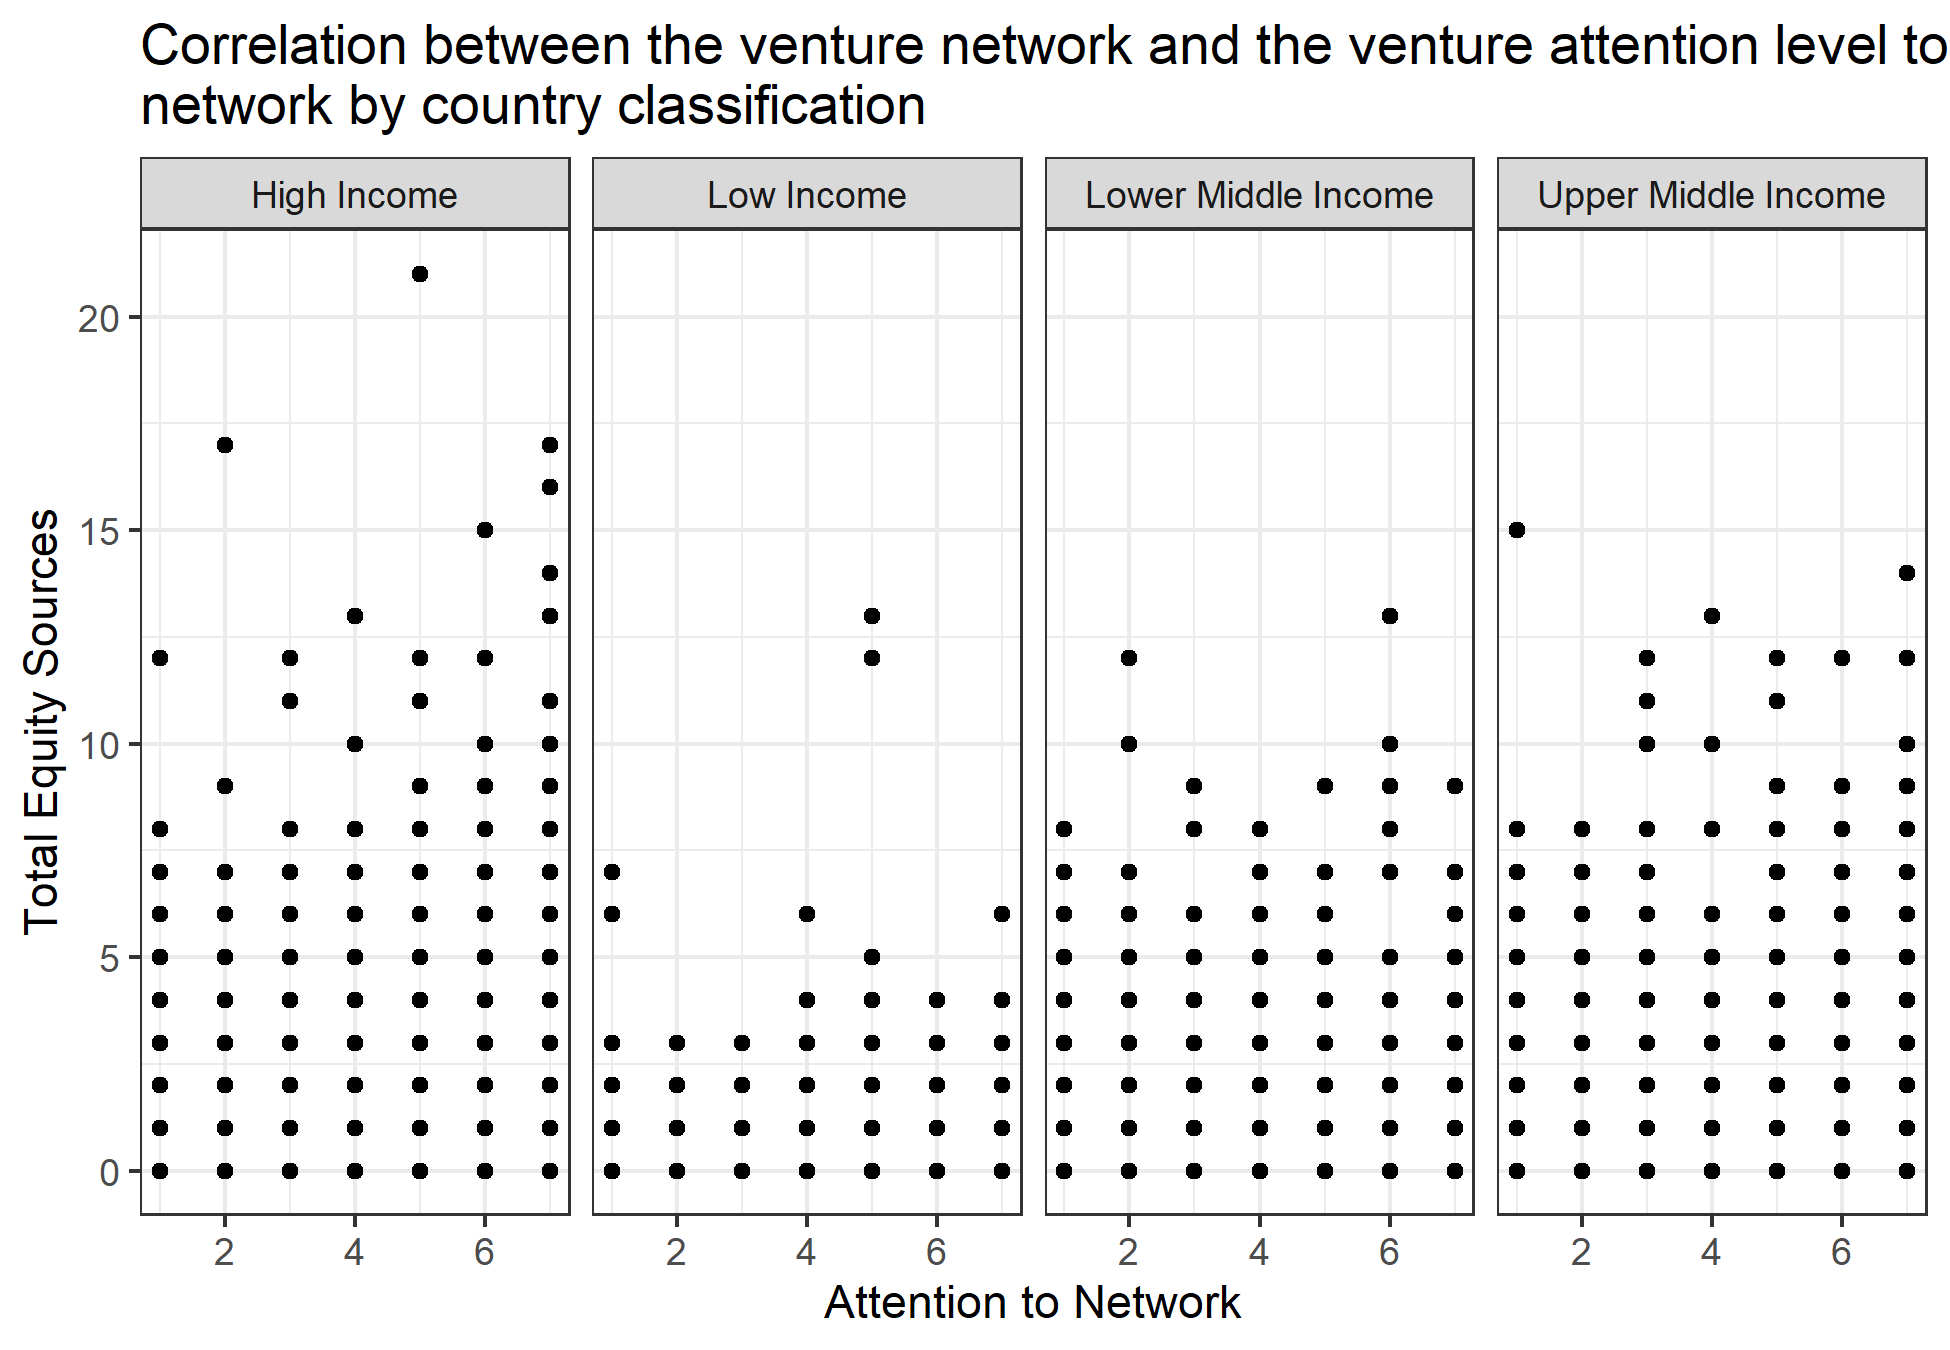 Correlation between the venture network and the venture attention level to
network by country classification
High Income
Low Income
Lower Middle Income
Upper Middle Income
Total Equity Sources
20
15
10
5
0
2 4 6
2 4 6
2 4 6
2 4 6
Attention to Network